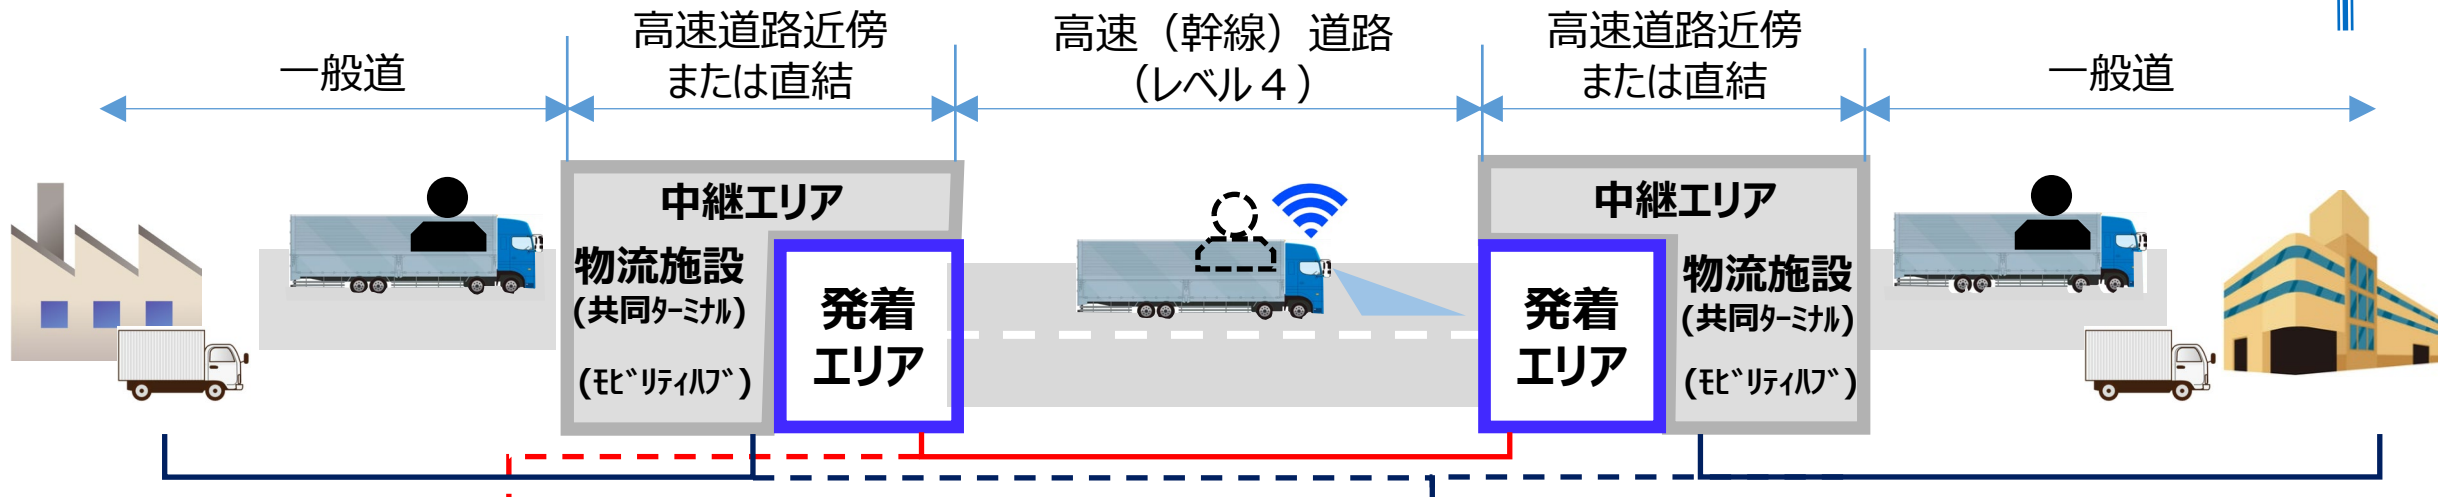 一般道
高速道路近傍
または直結
高速（幹線）道路
（レベル４）
高速道路近傍
または直結
一般道
中継エリア
物流施設
(共同ﾀｰﾐﾅﾙ)
(ﾓﾋﾞﾘﾃｨﾊﾌﾞ)
発着
エリア
中継エリア
発着
エリア
物流施設
(共同ﾀｰﾐﾅﾙ)
(ﾓﾋﾞﾘﾃｨﾊﾌﾞ)